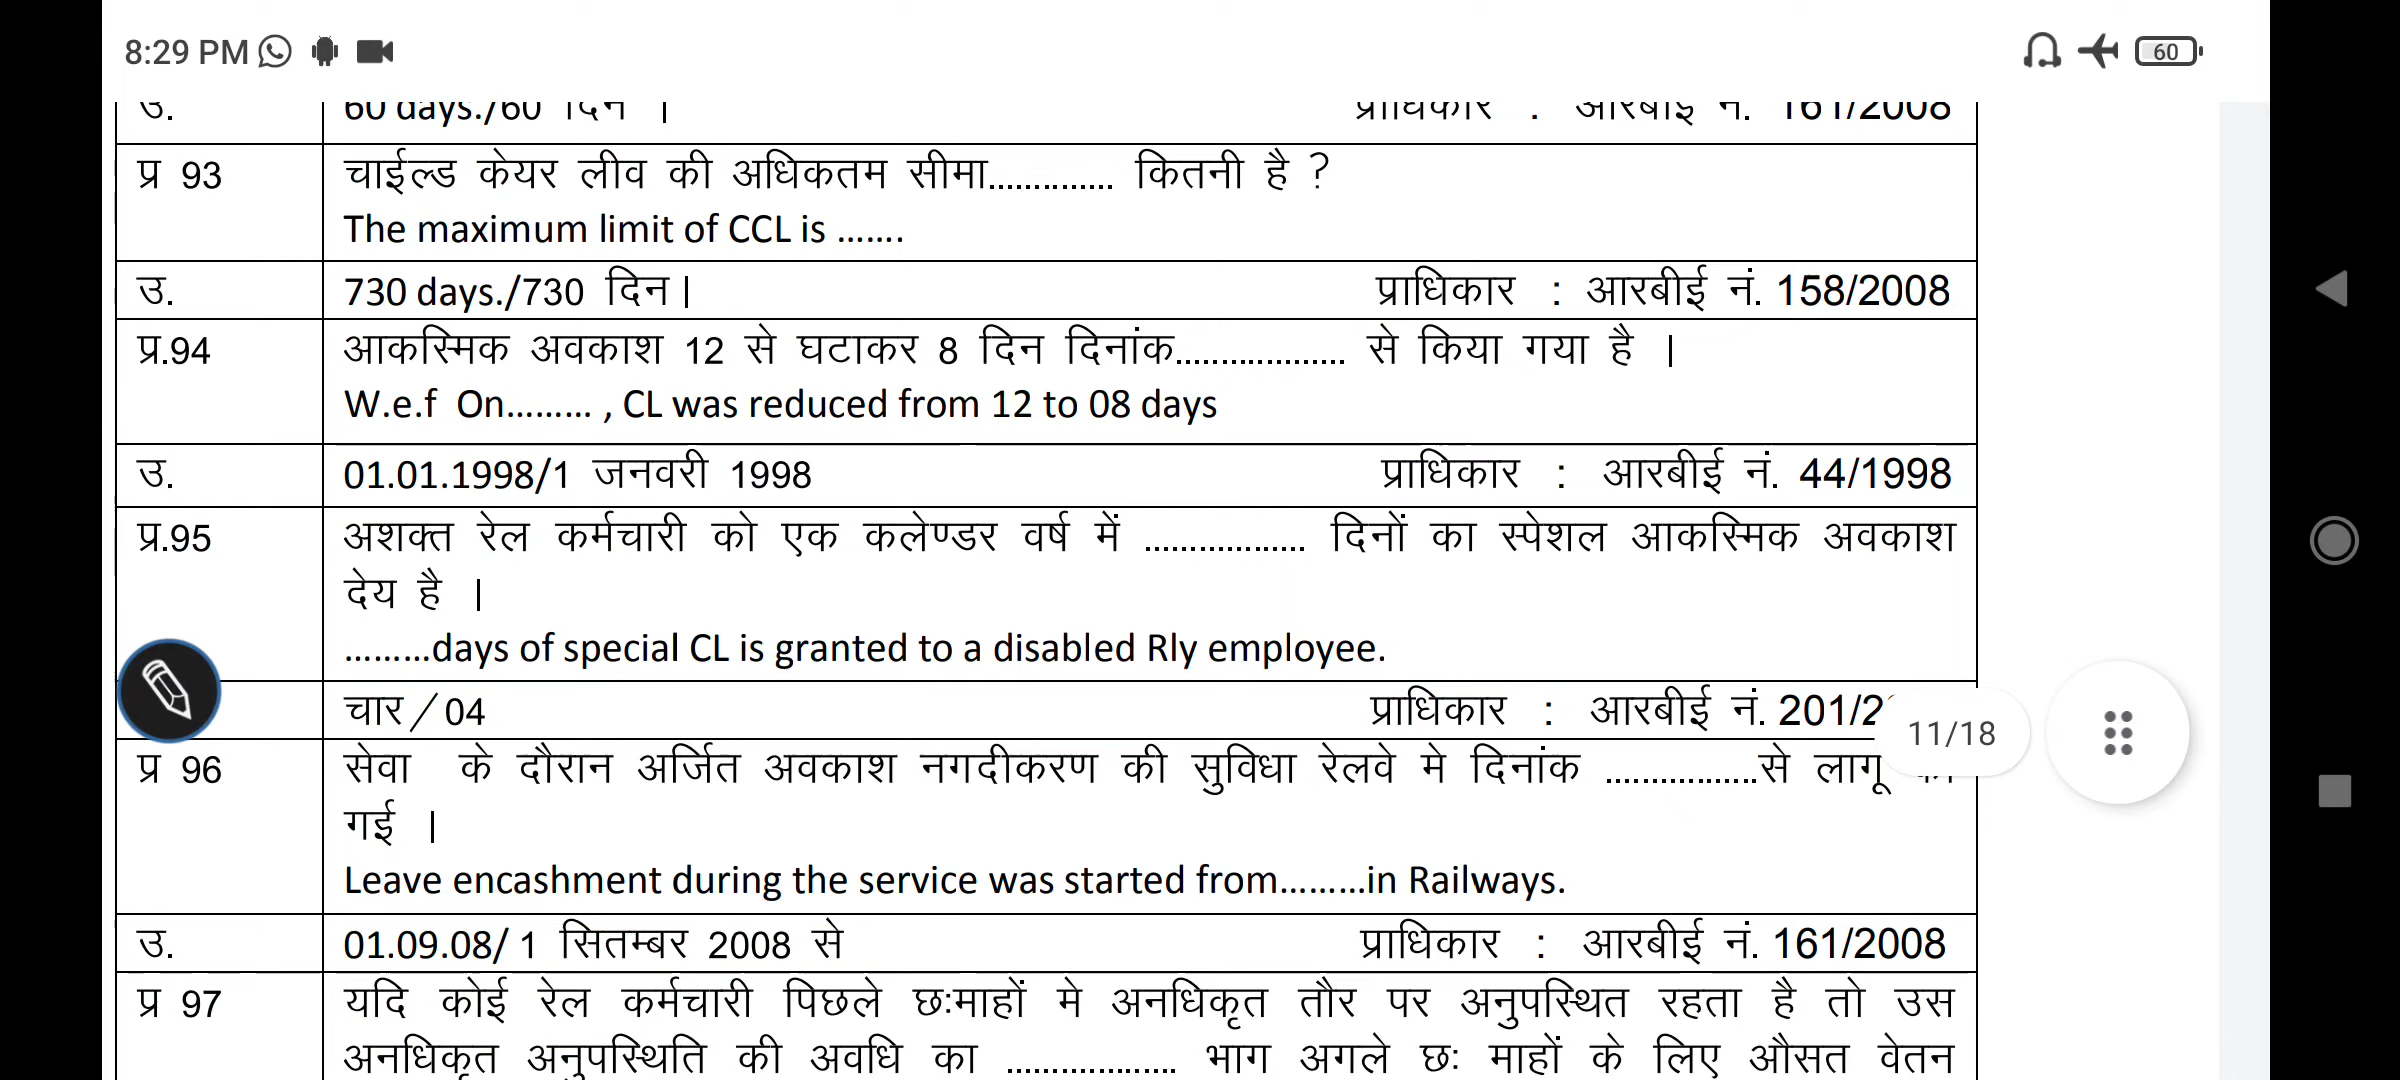 8:29 PM
60
उ. 60 days./60 दिन | प्राधिकार : आरबीई नं. 161/2008
प्र 93 चाईल्ड केयर लीव की अधिकतम सीमा.............. कितनी है ?
The maximum limit of CCL is .......
उ. 730 days./730 दिन| प्राधिकार : आरबीई नं. 158/2008
प्र.94 आकस्मिक अवकाश 12 से घटाकर 8 दिन दिनांक.................. से किया गया है |
W.e.f On......... , CL was reduced from 12 to 08 days
उ. 01.01.1998/1 जनवरी 1998 प्राधिकार : आरबीई नं. 44/1998
प्र.95 अशक्त रेल कर्मचारी को एक कलेण्डर वर्ष में ................. दिनों का स्पेशल आकस्मिक अवकाश
देय है |
.........days of special CL is granted to a disabled Rly employee.
चार/04 प्राधिकार : आरबीई नं. 201/2
11/18
प्र 96 सेवा के दौरान अर्जित अवकाश नगदीकरण की सुविधा रेलवे मे दिनांक ................से लागू
गई |
Leave encashment during the service was started from.........in Railways.
उ. 01.09.08/ 1 सितम्बर 2008 से प्राधिकार : आरबीई नं. 161/2008
प्र 97 यदि कोई रेल कर्मचारी पिछले छःमाहों मे अनधिकृत तौर पर अनुपस्थित रहता है तो उस
अनधिकृत अनुपस्थिति की अवधि का .................. भाग अगले छः माहों के लिए औसत वेतन